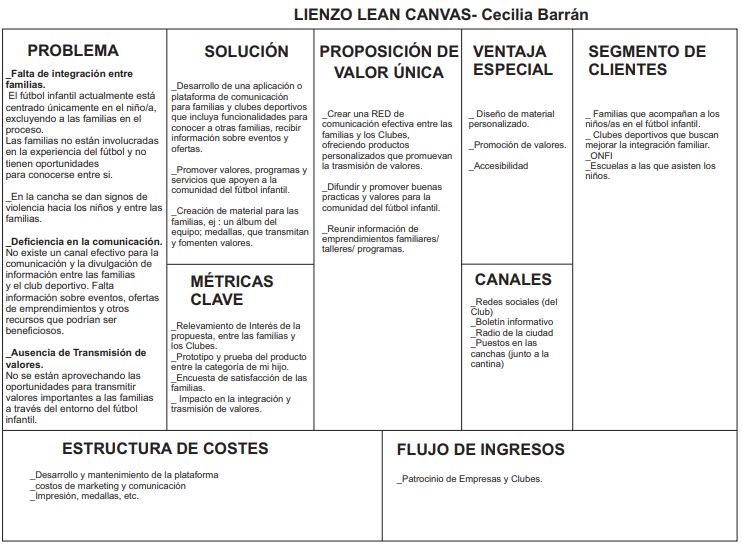 LIENZO LEAN CANVAS- Cecilia Barrán
PROBLEMA
_Falta de integración entre
familias.
El fútbol infantil actualmente está
centrado únicamente en el niño/a,
excluyendo a las familias en el
proceso.
Las familias no están involucradas
en la experiencia del fútbol y no
tienen oportunidades
para conocerse entre si.
_En la cancha se dan signos de
violencia hacia los niños y entre las
familias.
_Deficiencia en la comunicación.
No existe un canal efectivo para la
comunicación y la divulgación de
información entre las familias
y el club deportivo. Falta
información sobre eventos, ofertas
de emprendimientos y otros
recursos que podrían ser
beneficiosos.
_Ausencia de Transmisión de
valores.
No se están aprovechando las
oportunidades para transmitir
valores importantes a las familias
a través del entorno del fútbol
infantil.
SOLUCIÓN
_Desarrollo de una aplicación o
plataforma de comunicación
para familias y clubes deportivos
que incluya funcionalidades para
conocer a otras familias, recibir
información sobre eventos y
ofertas.
_Promover valores, programas y
servicios que apoyen a la
comunidad del fútbol infantil.
_Creación de material para las
familias, ej : un álbum del
equipo; medallas, que transmitan
y fomenten valores.
MÉTRICAS
CLAVE
_Relevamiento de Interés de la
propuesta, entre las familias y
los Clubes.
_Prototipo y prueba del producto
entre la categoría de mi hijo.
_Encuesta de satisfacción de las
familias.
_ Impacto en la integración y
trasmisión de valores.
PROPOSICIÓN DE
VALOR ÚNICA
_Crear una RED de
comunicación efectiva entre las
familias y los Clubes,
ofreciendo productos
personalizados que promuevan
la trasmisión de valores.
_Difundir y promover buenas
practicas y valores para la
comunidad del fútbol infantil.
_Reunir información de
emprendimientos familiares/
talleres/ programas.
VENTAJA
ESPECIAL
_ Diseño de material
personalizado.
_Promoción de valores.
_Accesibilidad
CANALES
_Redes sociales (del
Club)
_Boletín informativo
_Radio de la ciudad
_Puestos en las
canchas (junto a la
cantina)
SEGMENTO DE
CLIENTES
_ Familias que acompañan a los
niños/as en el fútbol infantil.
_ Clubes deportivos que buscan
mejorar la integración familiar.
_ONFI
_Escuelas a las que asisten los
niños.
ESTRUCTURA DE COSTES
_Desarrollo y mantenimiento de la plataforma
_costos de marketing y comunicación
_Impresión, medallas, etc.
FLUJO DE INGRESOS
_Patrocinio de Empresas y Clubes.